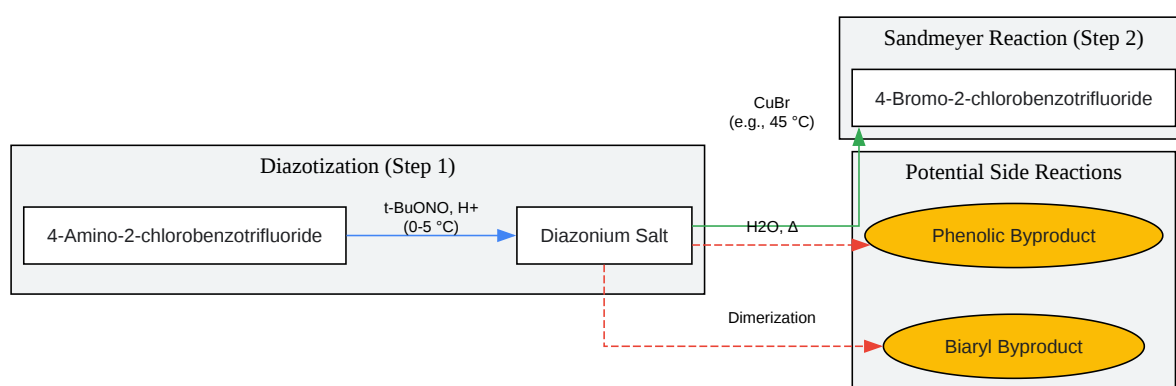 Sandmeyer Reaction (Step 2)
4-Bromo-2-chlorobenzotrifluoride
CuBr
(e.g., 45 °C)
Diazotization (Step 1)
4-Amino-2-chlorobenzotrifluoride
t-BuONO, H+
(0-5 °C)
Diazonium Salt
H2O, Δ
Potential Side Reactions
Phenolic Byproduct
Dimerization
Biaryl Byproduct